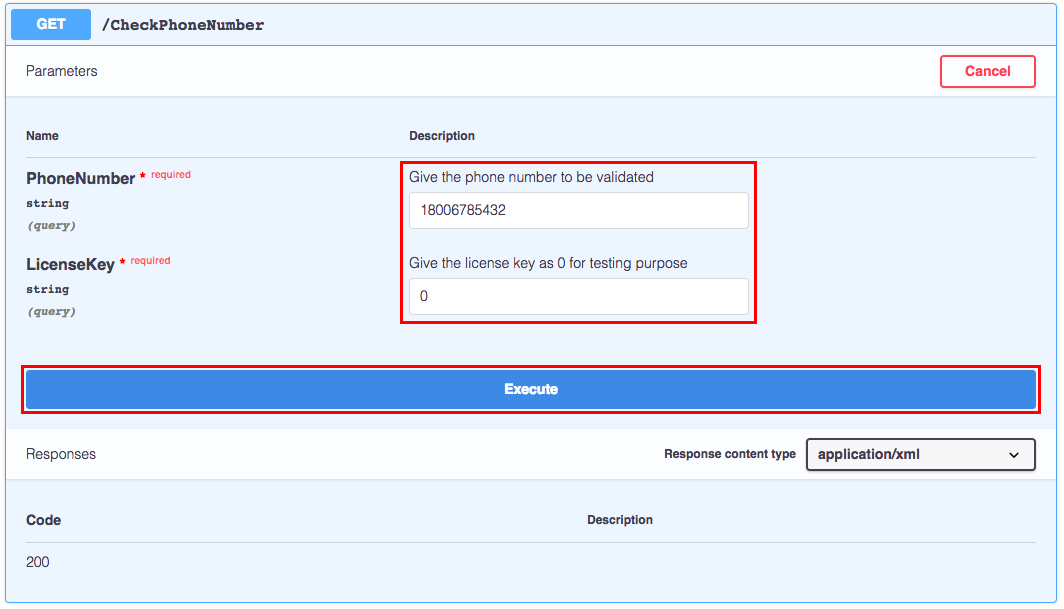 GET /CheckPhoneNumber
Parameters Cancel
Name Description
PhoneNumber * required Give the phone number to be validated
string 18006785432
(query)
LicenseKey * required Give the license key as 0 for testing purpose
string 0
(query)
Execute
Responses Response content type application/xml
Code Description
200